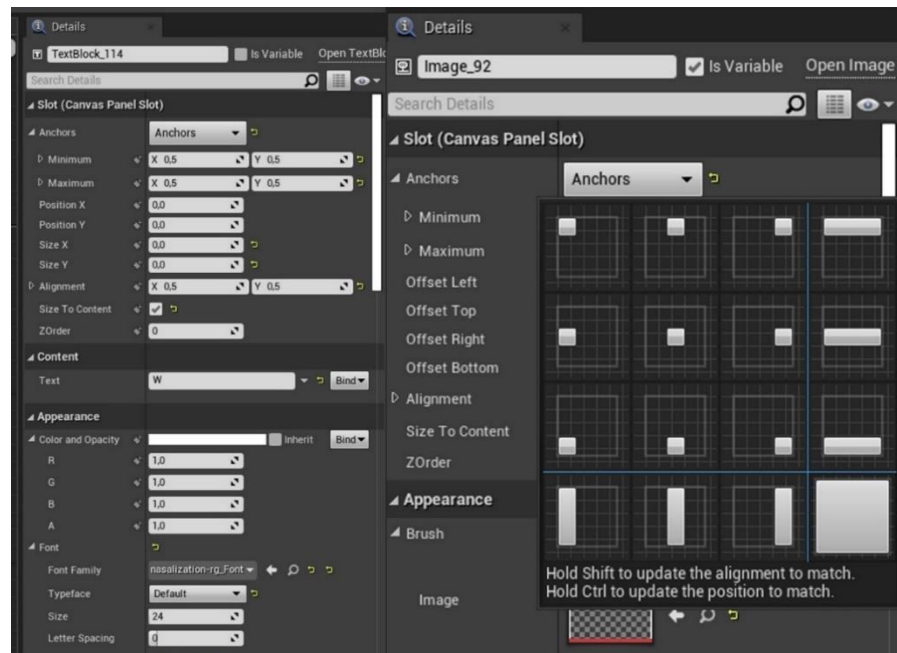 Details
TextBlock_114
Is Variable
Open TextBlo
Search Details
Slot (Canvas Panel Slot)
Anchors
Anchors
Minimum
X 0,5
Y 0,5
Maximum
X 0,5
Y 0,5
Position X
0,0
Position Y
0,0
Size X
0,0
Size Y
0,0
Alignment
X 0,5
Y 0,5
Size To Content
ZOrder
0
Content
Text
W
Bind
Appearance
Color and Opacity
Inherit
Bind
R
1,0
G
1,0
B
1,0
A
1,0
Font
Font Family
nasalization-rg_Font
Typeface
Default
Size
24
Letter Spacing
0
Details
Image_92
Is Variable
Open Image
Search Details
Slot (Canvas Panel Slot)
Anchors
Anchors
Minimum
Maximum
Offset Left
Offset Top
Offset Right
Offset Bottom
Alignment
Size To Content
ZOrder
Appearance
Brush
Hold Shift to update the alignment to match.
Hold Ctrl to update the position to match.
Image